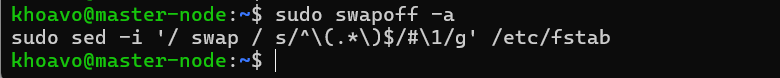 khoavo@master-node:~$ sudo swapoff -a
sudo sed -i '/ swap / s/^\(.*\)$/#\1/g' /etc/fstab
khoavo@master-node:~$